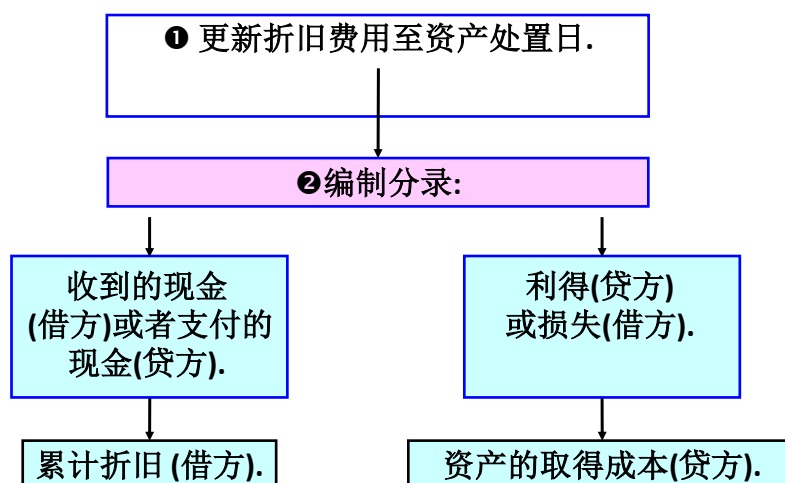 ❶ 更新折旧费用至资产处置日.
❷编制分录:
收到的现金
(借方)或者支付的
现金(贷方).
利得(贷方)
或损失(借方).
累计折旧 (借方).
资产的取得成本(贷方).